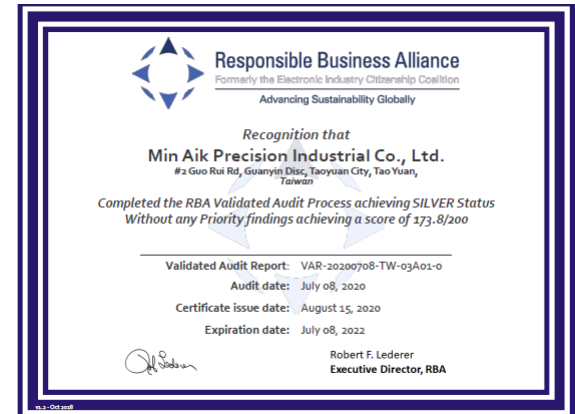 Responsible Business Alliance
Formerly the Electronic Industry Citizenship Coalition
Advancing Sustainability Globally
Recognition that
Min Aik Precision Industrial Co., Ltd.
#2 Guo Rui Rd, Guanyin Disc, Taoyuan City, Tao Yuan,
Taiwan
Completed the RBA Validated Audit Process achieving SILVER Status
Without any Priority findings achieving a score of 173.8/200
Validated Audit Report: VAR-20200708-TW-03A01-0
Audit date: July 08, 2020
Certificate issue date: August 15, 2020
Expiration date: July 08, 2022
Robert F. Lederer
Executive Director, RBA
v1.2 - Oct 2018